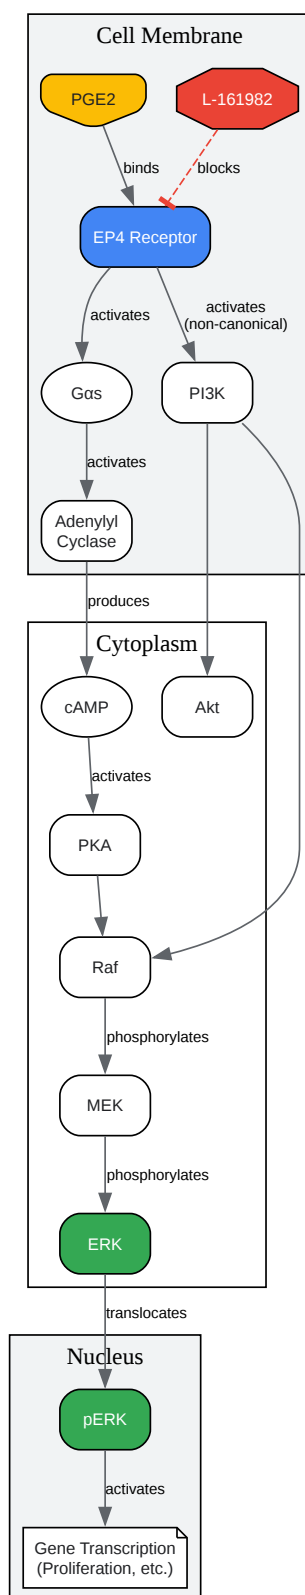 Cell Membrane
PGE2
L-161982
binds
blocks
EP4 Receptor
activates
activates
(non-canonical)
Gαs
PI3K
activates
Adenylyl
Cyclase
produces
Cytoplasm
cAMP
Akt
activates
PKA
Raf
phosphorylates
MEK
phosphorylates
ERK
translocates
Nucleus
pERK
activates
Gene Transcription
(Proliferation, etc.)